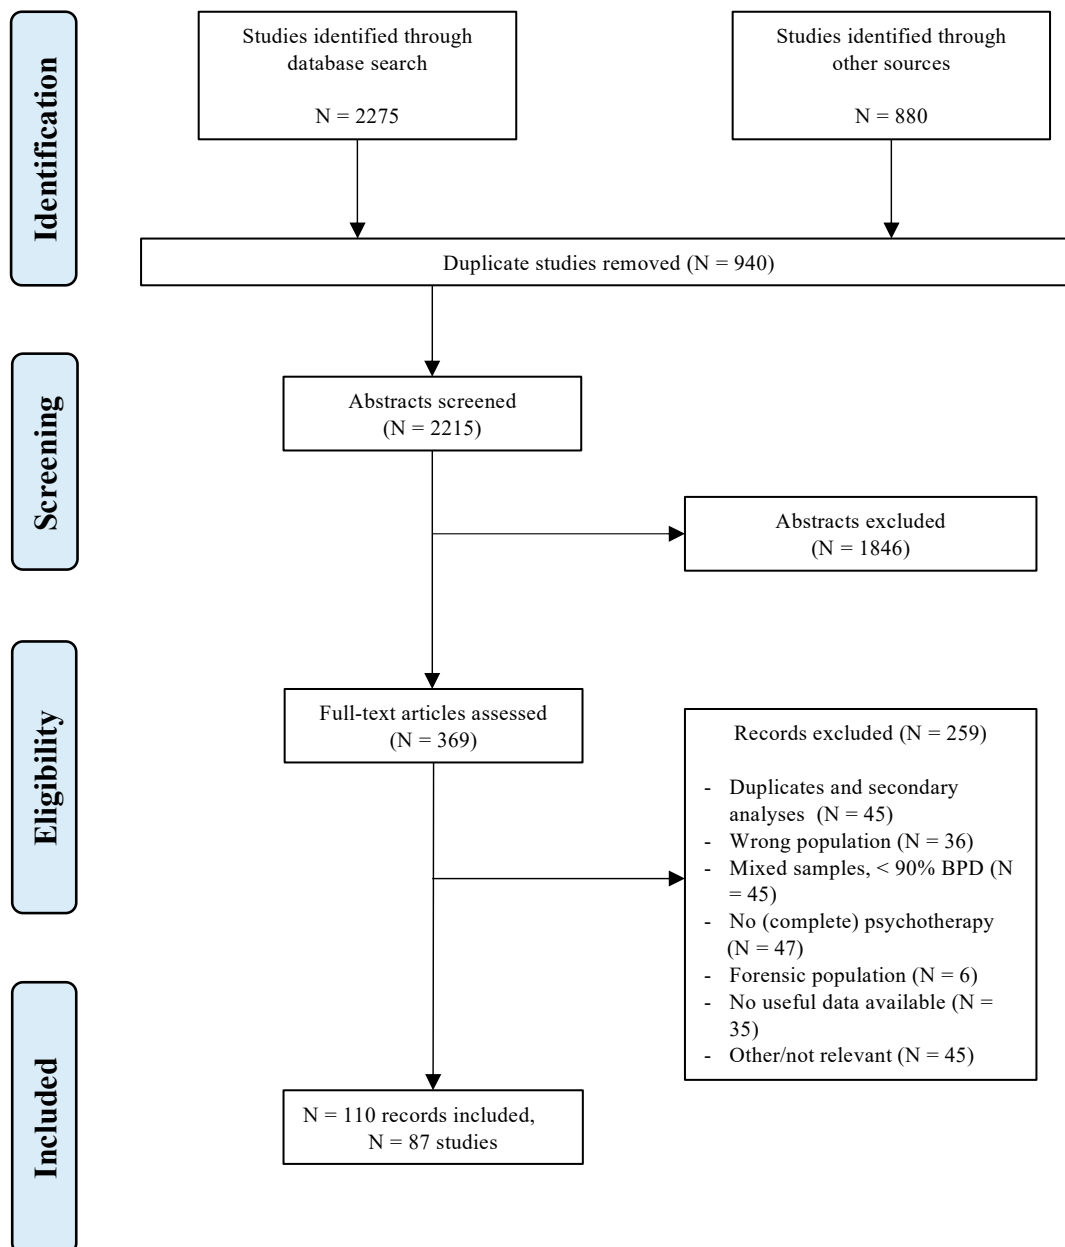 Identification
Studies identified through
database search
N = 2275
Studies identified through
other sources
N = 880
Duplicate studies removed (N = 940)
Screening
Abstracts screened
(N = 2215)
Abstracts excluded
(N = 1846)
Eligibility
Full-text articles assessed
(N = 369)
Records excluded (N = 259)
- Duplicates and secondary
analyses  (N = 45)
- Wrong population (N = 36)
- Mixed samples, < 90% BPD (N
= 45)
- No (complete) psychotherapy
(N = 47)
- Forensic population (N = 6)
- No useful data available (N =
35)
- Other/not relevant (N = 45)
Included
N = 110 records included,
N = 87 studies